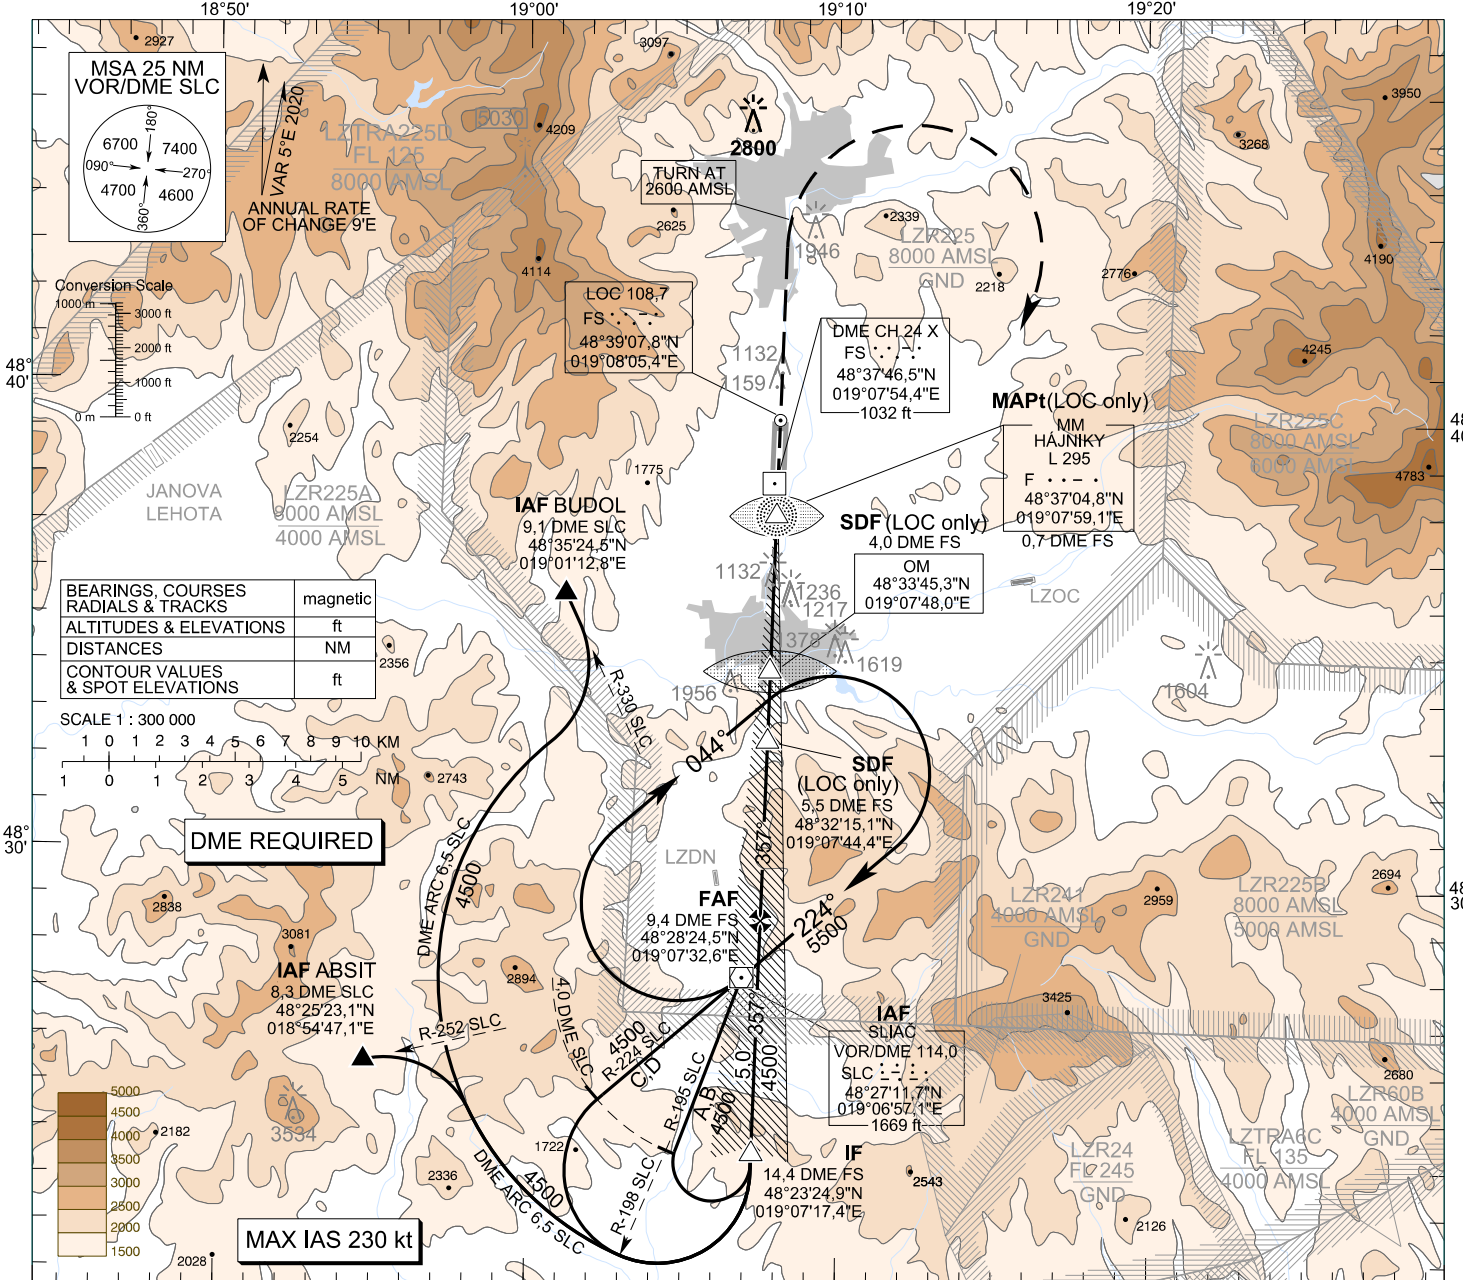 18°50'
19°00'
19°10'
19°20'
2927
MSA 25 NM
VOR/DME SLC
180°
6700
7400
090°
270°
4700
4600
360°
VAR 5°E 2020
ANNUAL RATE
OF CHANGE 9'E
LZTRA225D
FL 125
8000 AMSL
5030
4209
3097
2800
TURN AT
2600 AMSL
2625
1946
2339
LZR225
8000 AMSL
GND
2218
2776
3268
3950
4190
4114
Conversion Scale
1000 m
3000 ft
2000 ft
1000 ft
0 m
0 ft
48°
40'
LOC 108,7
FS
48°39'07,8"N
019°08'05,4"E
1132
1159
DME CH 24 X
FS
48°37'46,5"N
019°07'54,4"E
1032 ft
4245
MAPt(LOC only)
MM
HÁJNIKY
L 295
F
48°37'04,8"N
019°07'59,1"E
0,7 DME FS
LZR225C
8000 AMSL
6000 AMSL
48
40
4783
2254
1775
JANOVA
LEHOTA
LZR225A
8000 AMSL
4000 AMSL
IAF BUDOL
9,1 DME SLC
48°35'24,5"N
019°01'12,8"E
SDF (LOC only)
4,0 DME FS
OM
48°33'45,3"N
019°07'48,0"E
1132
1236
1217
1378
1619
1956
LZOC
1604
BEARINGS, COURSES
RADIALS & TRACKS
magnetic
ALTITUDES & ELEVATIONS
ft
DISTANCES
NM
CONTOUR VALUES
& SPOT ELEVATIONS
ft
2356
SCALE 1 : 300 000
1 0 1 2 3 4 5 6 7 8 9 10 KM
1 0 1 2 3 4 5 NM
2743
R-330 SLC
044°
SDF
(LOC only)
5,5 DME FS
48°32'15,1"N
019°07'44,4"E
357°
48°
30'
DME REQUIRED
DME ARC 6,5 SLC
4500
LZDN
FAF
9,4 DME FS
48°28'24,5"N
019°07'32,6"E
224°
5500
LZR241
4000 AMSL
GND
2959
LZR225B
8000 AMSL
5000 AMSL
2694
48
30
2838
3081
IAF ABSIT
8,3 DME SLC
48°25'23,1"N
018°54'47,1"E
2894
R-252 SLC
4,0 DME SLC
4500
R-224 SLC
C,D
357°
5,0
4500
R-195 SLC
A,B
4500
IAF
SLIAČ
VOR/DME 114,0
SLC
48°27'11,7"N
019°06'57,1"E
1669 ft
3425
2680
LZR60B
4000 AMSL
GND
5000
4500
4000
3500
3000
2500
2000
1500
3534
2182
2336
1722
DME ARC 6,5 SLC
4500
R-198 SLC
IF
14,4 DME FS
48°23'24,9"N
019°07'17,4"E
2543
LZR24
FL 245
GND
LZTRA6C
FL 135
4000 AMSL
2126
MAX IAS 230 kt
2028